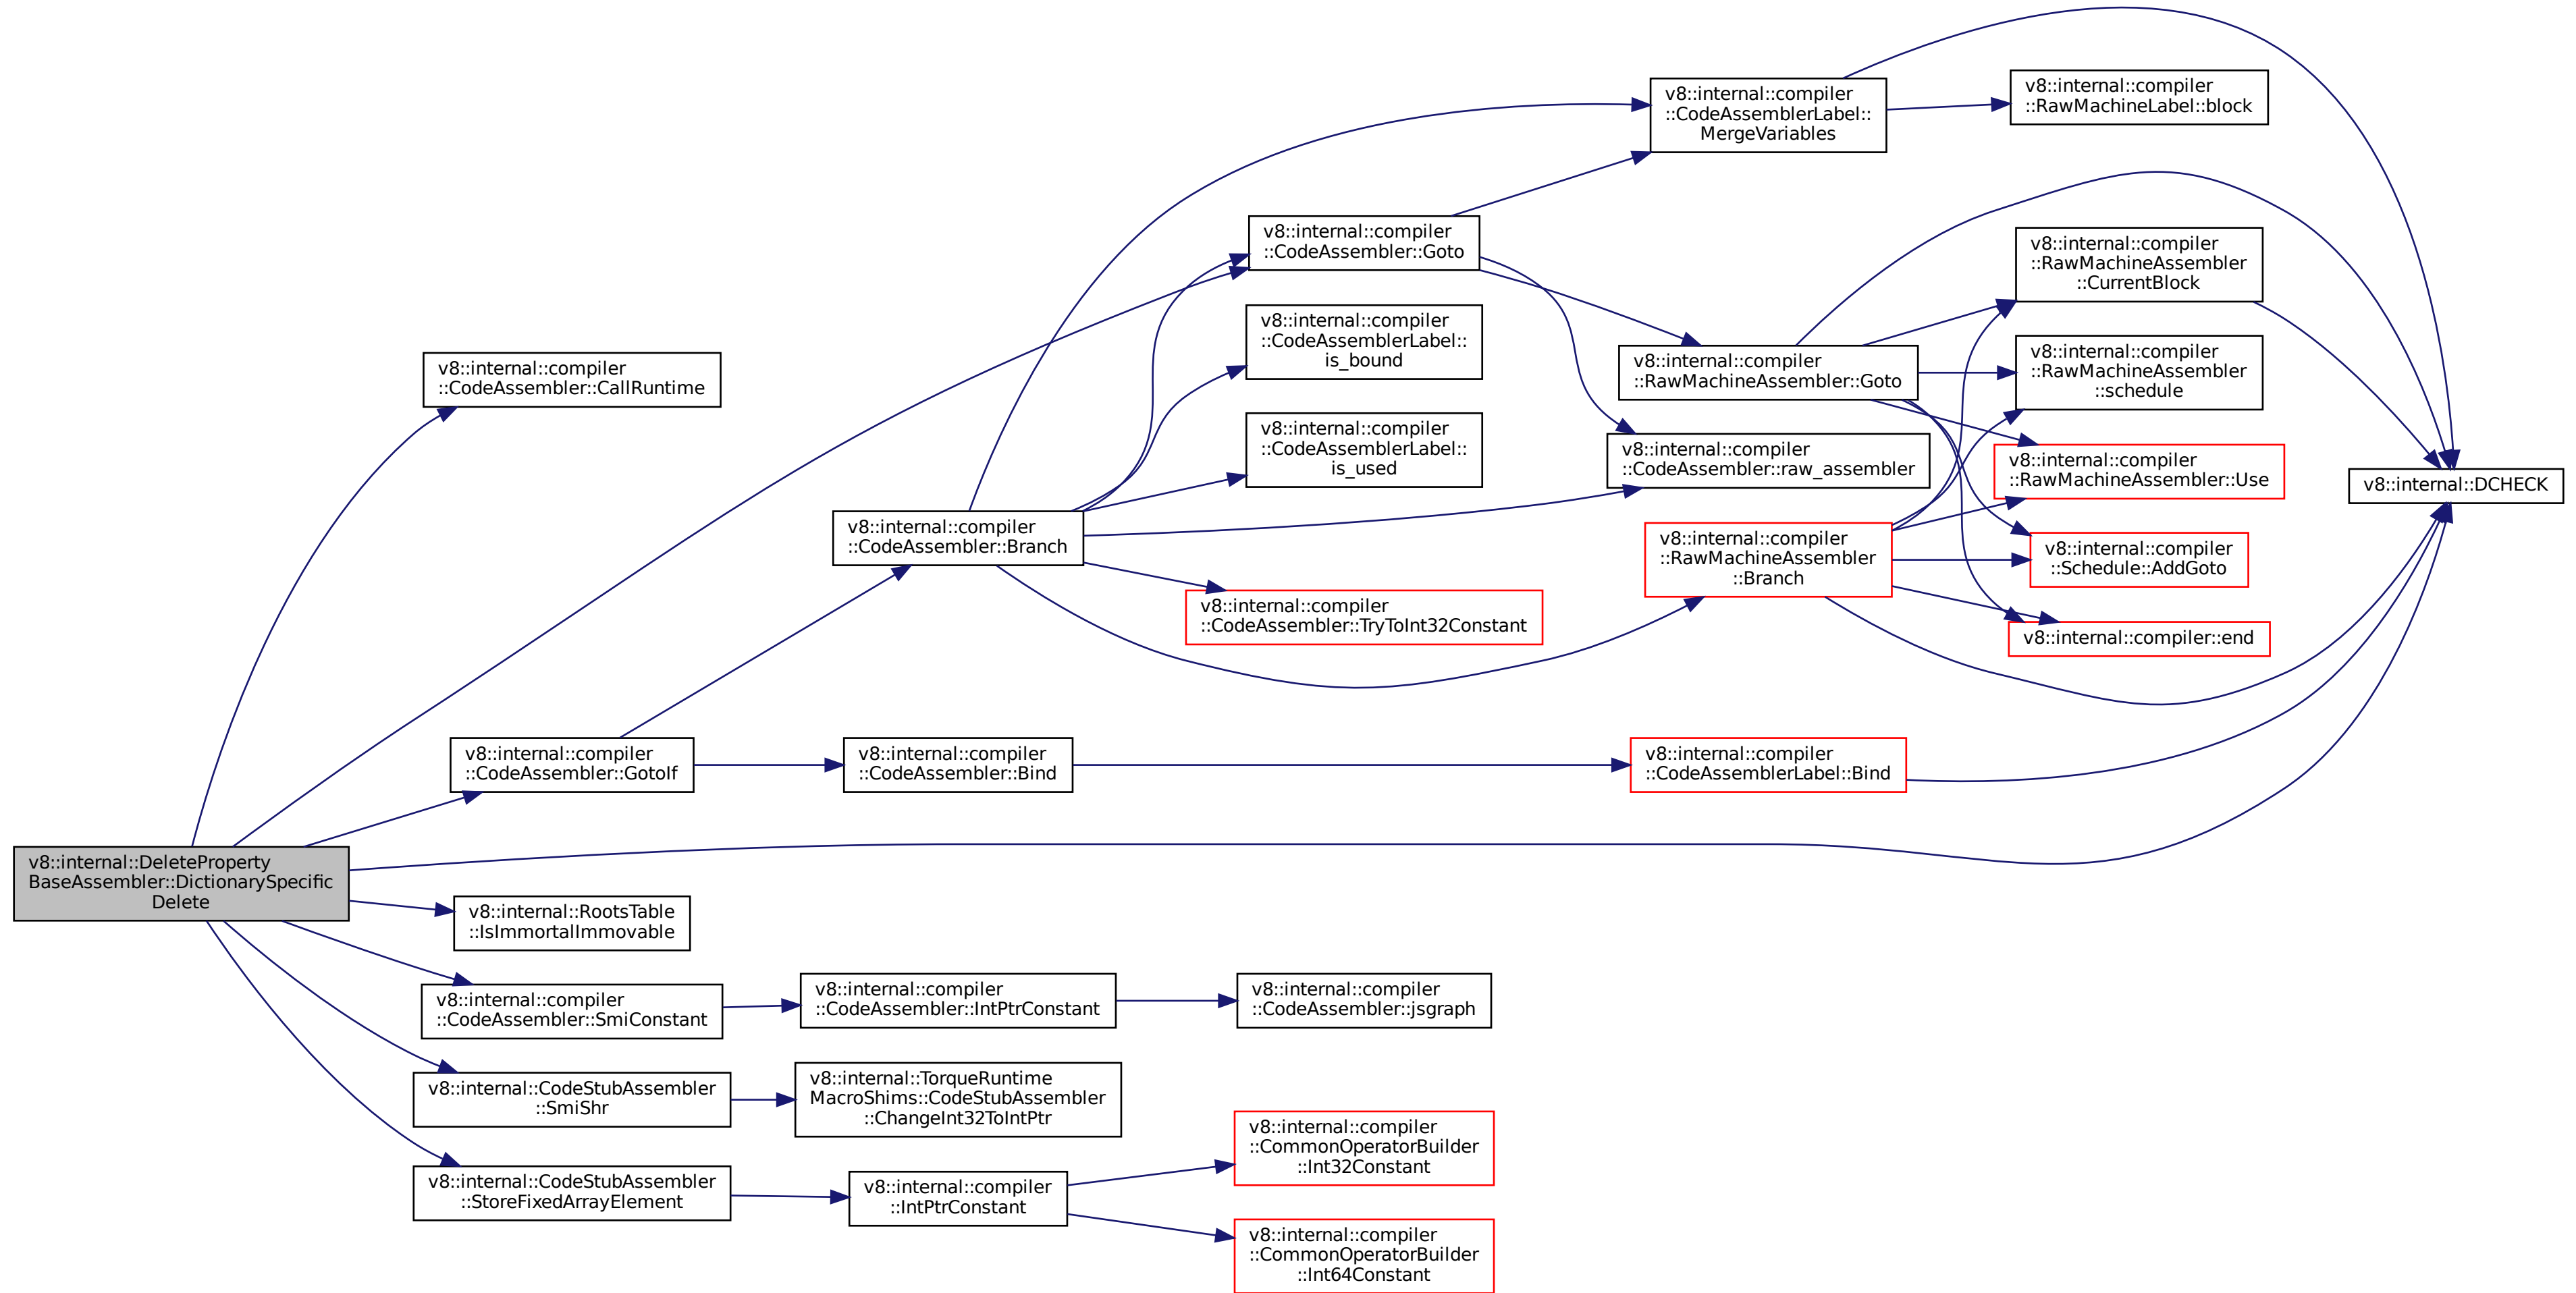 v8::internal::compiler
::CodeAssemblerLabel::
MergeVariables
v8::internal::compiler
::RawMachineLabel::block
v8::internal::compiler
::CodeAssembler::Goto
v8::internal::compiler
::RawMachineAssembler
::CurrentBlock
v8::internal::compiler
::CodeAssemblerLabel::
is_bound
v8::internal::compiler
::RawMachineAssembler::Goto
v8::internal::compiler
::RawMachineAssembler
::schedule
v8::internal::compiler
::CodeAssembler::CallRuntime
v8::internal::compiler
::CodeAssemblerLabel::
is_used
v8::internal::compiler
::CodeAssembler::raw_assembler
v8::internal::compiler
::RawMachineAssembler::Use
v8::internal::DCHECK
v8::internal::compiler
::CodeAssembler::Branch
v8::internal::compiler
::RawMachineAssembler
::Branch
v8::internal::compiler
::Schedule::AddGoto
v8::internal::compiler
::CodeAssembler::TryToInt32Constant
v8::internal::compiler::end
v8::internal::compiler
::CodeAssembler::GotoIf
v8::internal::compiler
::CodeAssembler::Bind
v8::internal::compiler
::CodeAssemblerLabel::Bind
v8::internal::DeleteProperty
BaseAssembler::DictionarySpecific
Delete
v8::internal::RootsTable
::IsImmortalImmovable
v8::internal::compiler
::CodeAssembler::SmiConstant
v8::internal::compiler
::CodeAssembler::IntPtrConstant
v8::internal::compiler
::CodeAssembler::jsgraph
v8::internal::CodeStubAssembler
::SmiShr
v8::internal::TorqueRuntime
MacroShims::CodeStubAssembler
::ChangeInt32ToIntPtr
v8::internal::CodeStubAssembler
::StoreFixedArrayElement
v8::internal::compiler
::IntPtrConstant
v8::internal::compiler
::CommonOperatorBuilder
::Int32Constant
v8::internal::compiler
::CommonOperatorBuilder
::Int64Constant